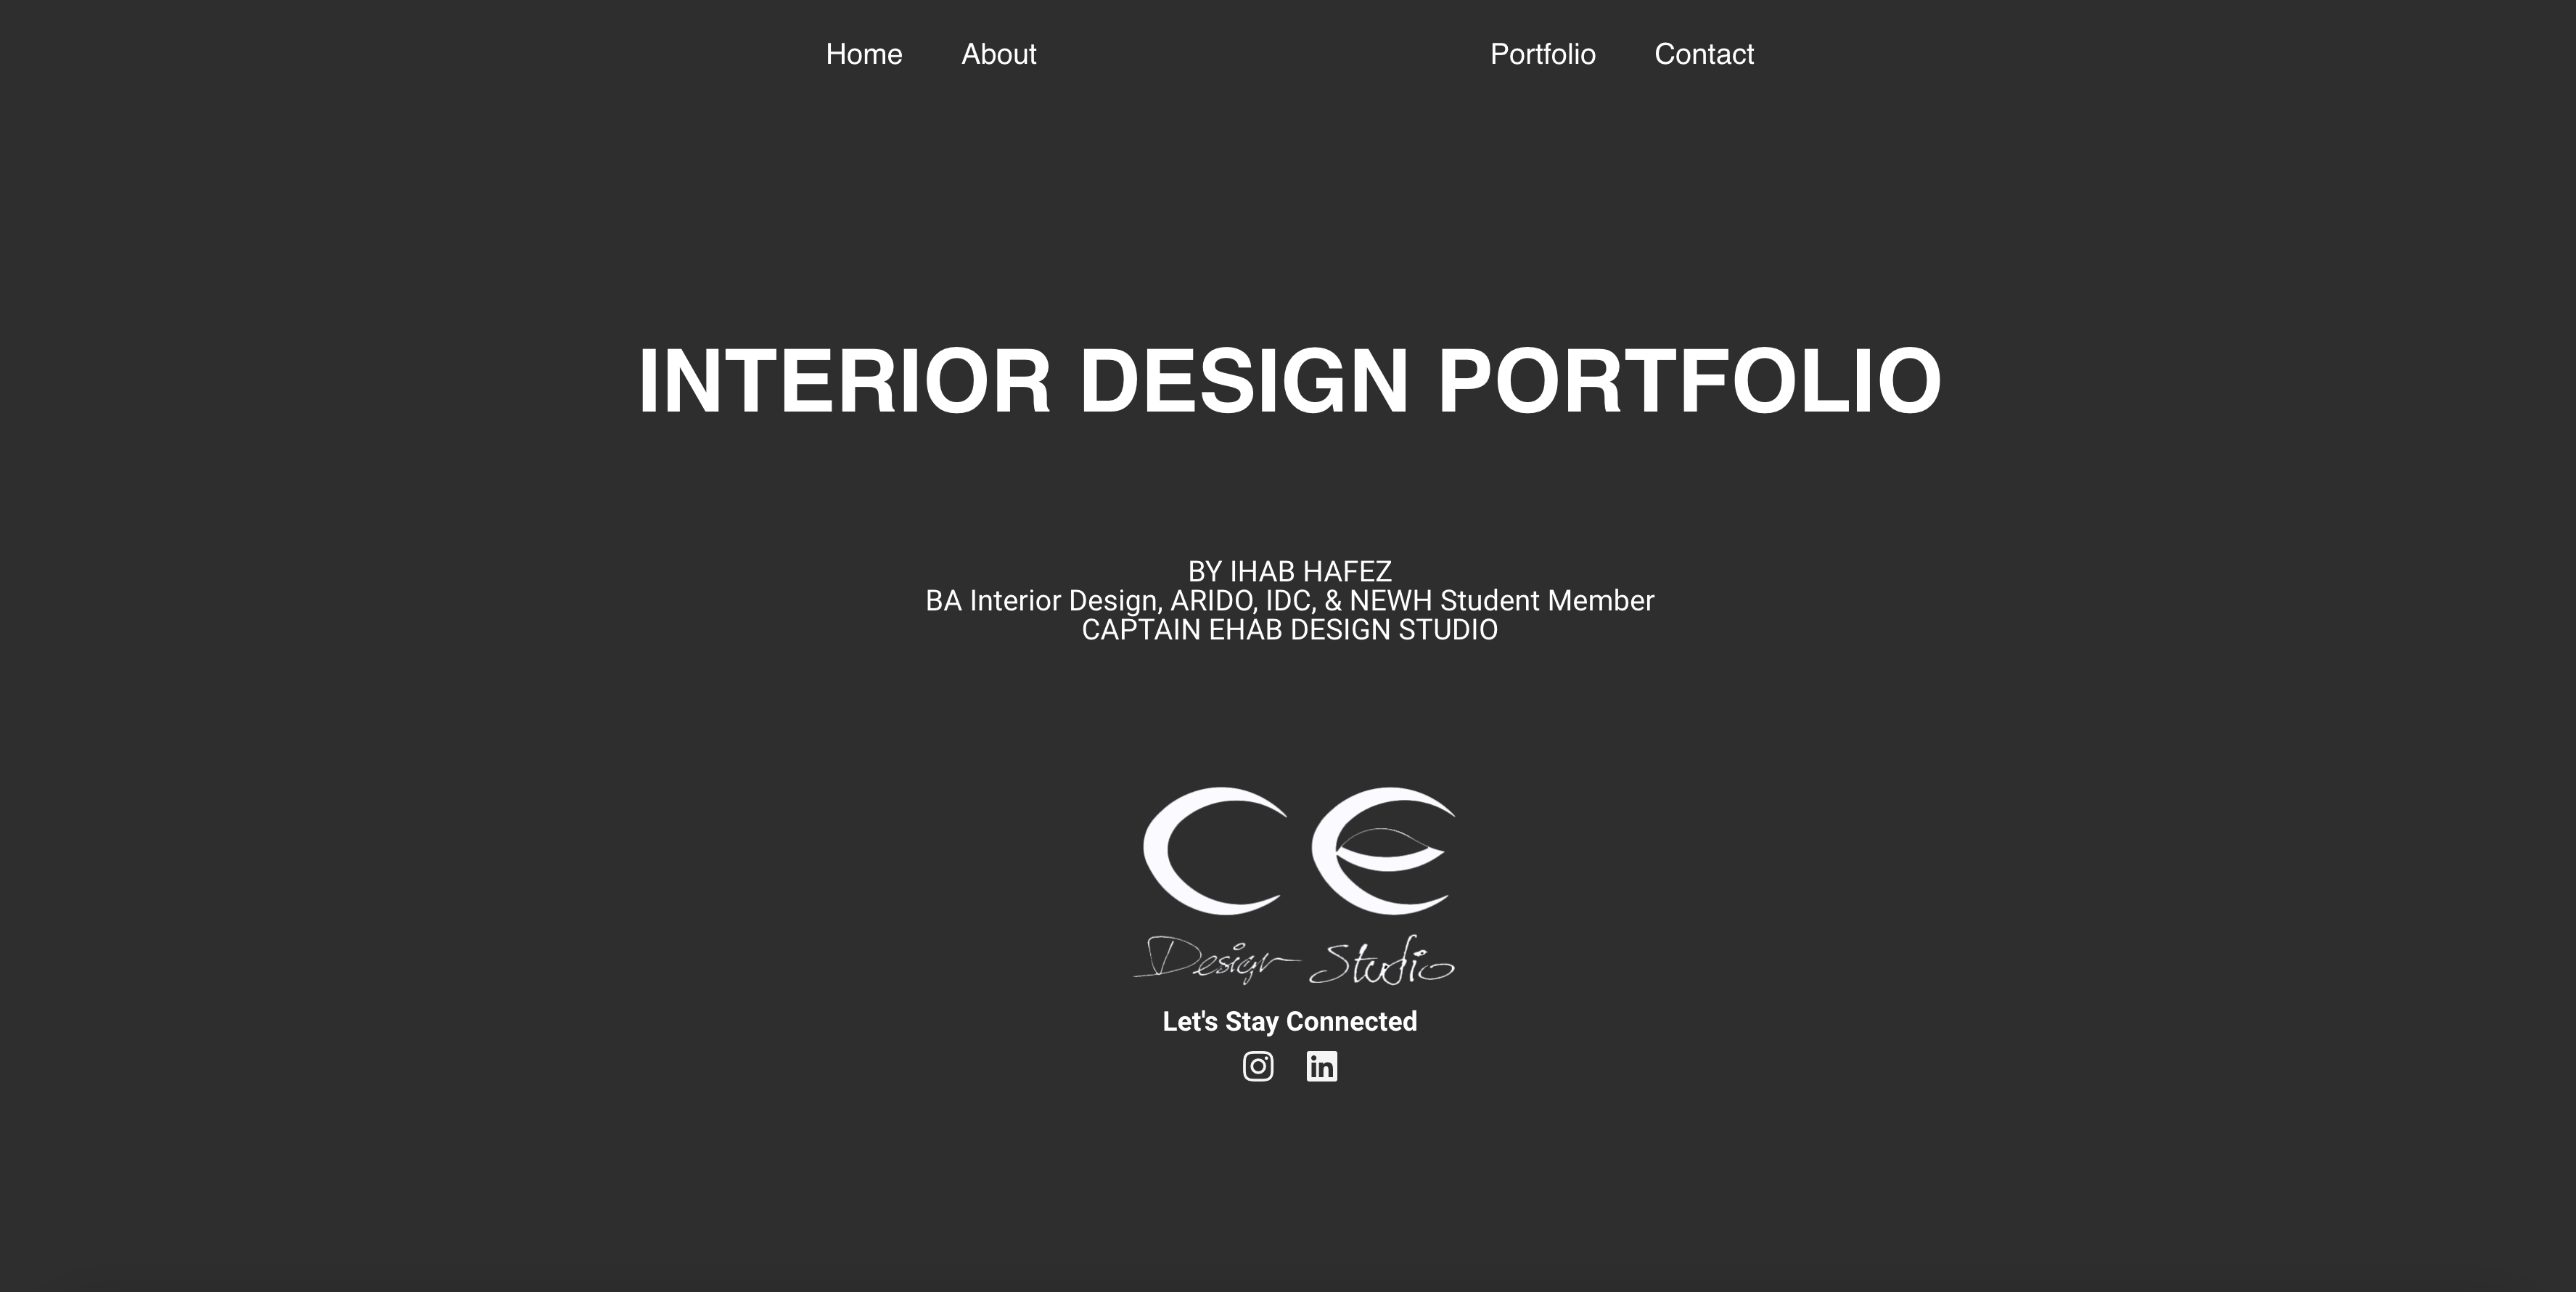 Home About Portfolio Contact
INTERIOR DESIGN PORTFOLIO
BY IHAB HAFEZ
BA Interior Design, ARIDO, IDC, & NEWH Student Member
CAPTAIN EHAB DESIGN STUDIO
CE
Design Studio
Let's Stay Connected
in